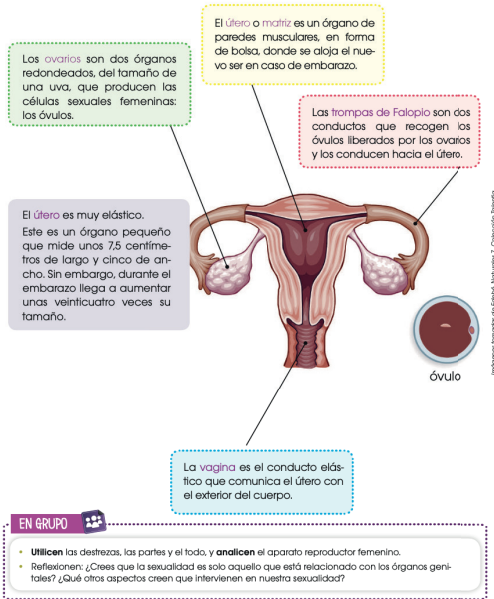 El útero o matriz es un órgano de
paredes musculares, en forma
de bolsa, donde se aloja el nue-
vo ser en caso de embarazo.
Los ovarios son dos órganos
redondeados, del tamaño de
una uva, que producen las
células sexuales femeninas:
los óvulos.
Las trompas de Falopio son dos
conductos que recogen los
óvulos liberados por los ovarios
y los conducen hacia el útero.
El útero es muy elástico.
Este es un órgano pequeño
que mide unos 7,5 centíme-
tros de largo y cinco de an-
cho. Sin embargo, durante el
embarazo llega a aumentar
unas veinticuatro veces su
tamaño.
óvulo
La vagina es el conducto elás-
tico que comunica el útero con
el exterior del cuerpo.
EN GRUPO
• Utilicen las destrezas, las partes y el todo, y analicen el aparato reproductor femenino.
• Reflexionen: ¿Crees que la sexualidad es solo aquello que está relacionado con los órganos geni-
tales? ¿Qué otros aspectos creen que intervienen en nuestra sexualidad?